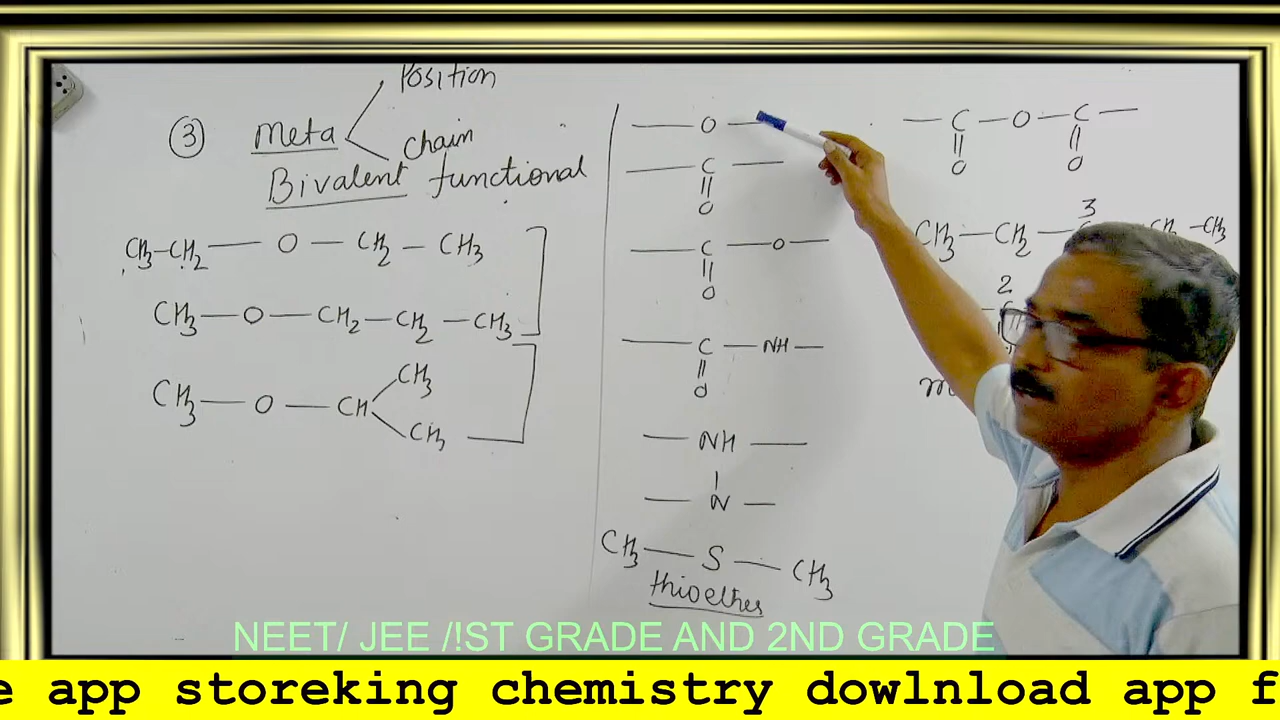 Position
③ Meta
chain
Bivalent functional
CH3-CH2 — O — CH2 — CH3
CH3 — O — CH2 — CH2 — CH3
CH3 — O — CH
CH3
CH3
— O —
— C —
||
O
— C — O —
||
O
— C — NH —
||
O
— NH —
|
— N —
CH3 — S — CH3
thioether
— C — O — C —
|| ||
O O
3
CH3 — CH2 —
CH3
2
m
NEET/ JEE /!ST GRADE AND 2ND GRADE
e app storeking chemistry dowlnload app f